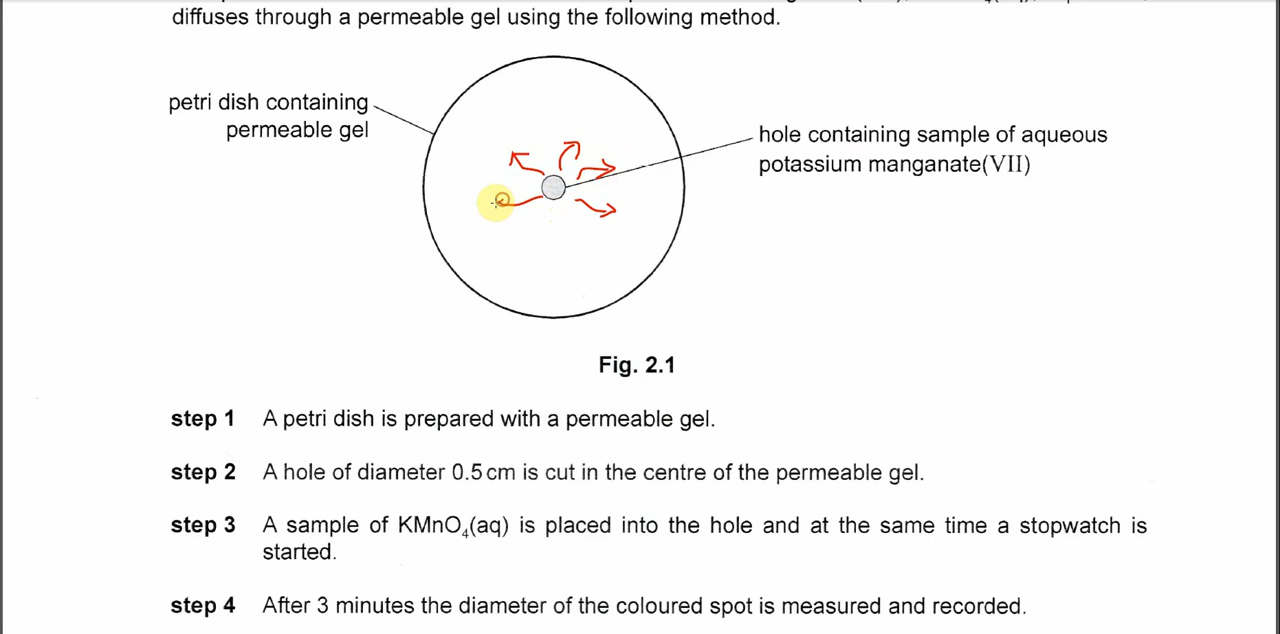 diffuses through a permeable gel using the following method.
petri dish containing
permeable gel
hole containing sample of aqueous
potassium manganate(VII)
Fig. 2.1
step 1 A petri dish is prepared with a permeable gel.
step 2 A hole of diameter 0.5 cm is cut in the centre of the permeable gel.
step 3 A sample of KMnO₄(aq) is placed into the hole and at the same time a stopwatch is
started.
step 4 After 3 minutes the diameter of the coloured spot is measured and recorded.